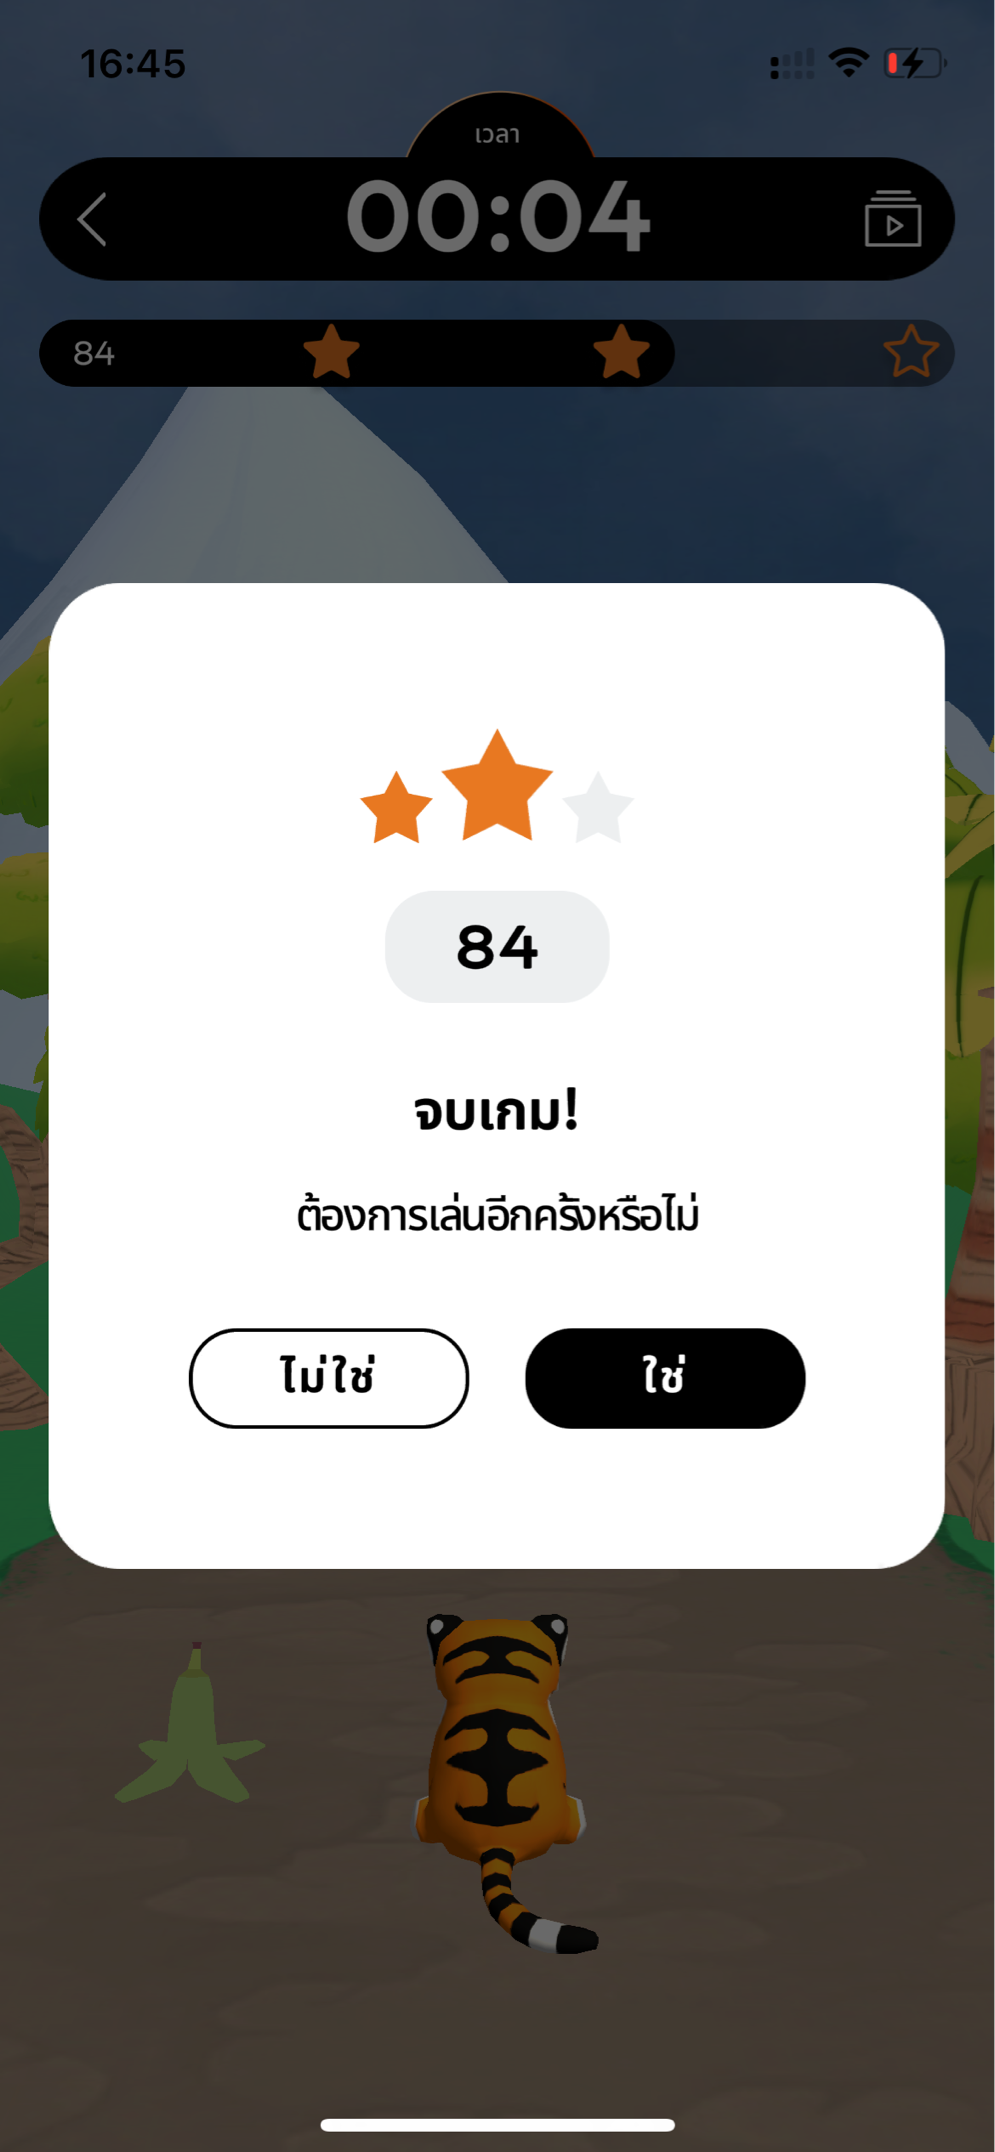 16:45
เวลา
00:04
84
84
จบเกม!
ต้องการเล่นอีกครั้งหรือไม่
ไม่ใช่
ใช่